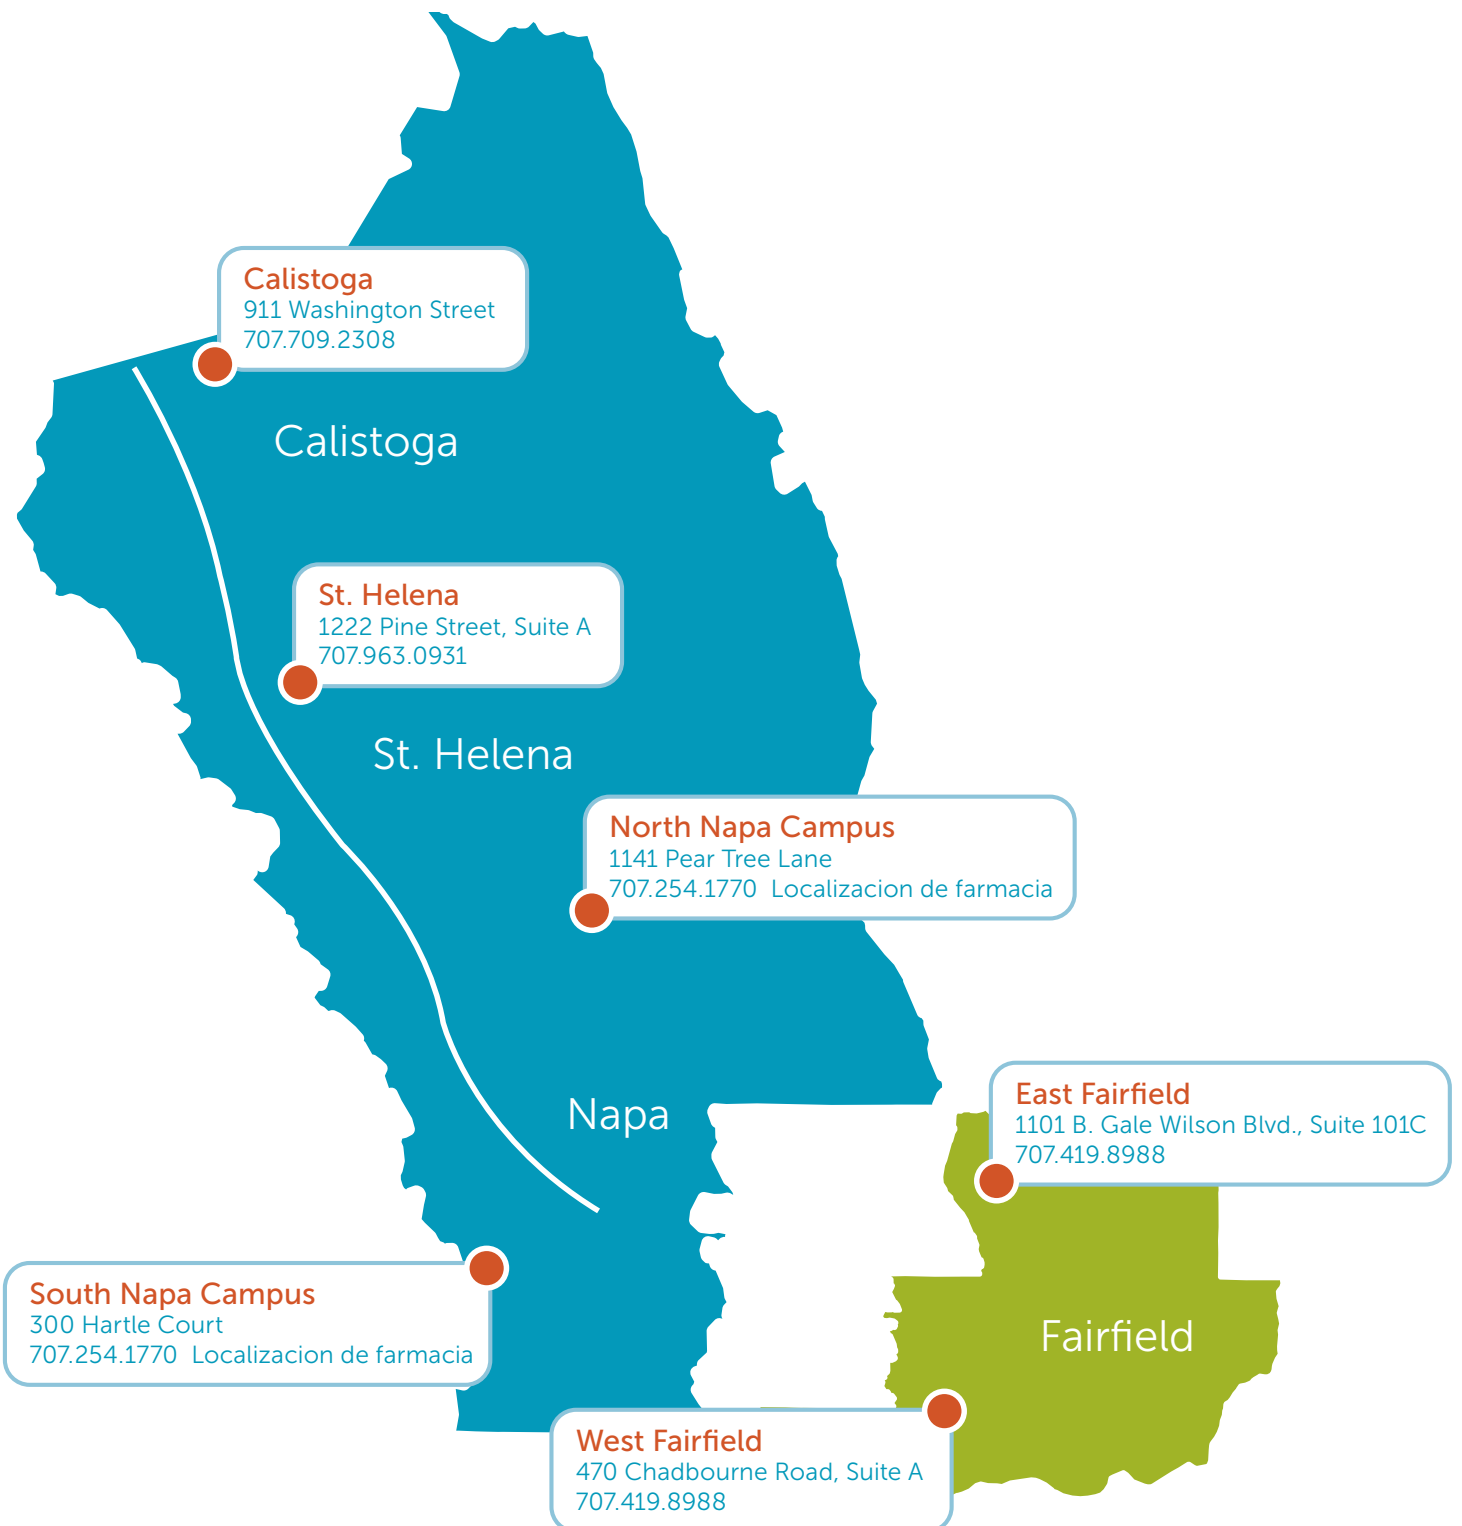 Calistoga
911 Washington Street
707.709.2308
Calistoga
St. Helena
1222 Pine Street, Suite A
707.963.0931
St. Helena
North Napa Campus
1141 Pear Tree Lane
707.254.1770 Localizacion de farmacia
Napa
East Fairfield
1101 B. Gale Wilson Blvd., Suite 101C
707.419.8988
South Napa Campus
300 Hartle Court
707.254.1770 Localizacion de farmacia
Fairfield
West Fairfield
470 Chadbourne Road, Suite A
707.419.8988